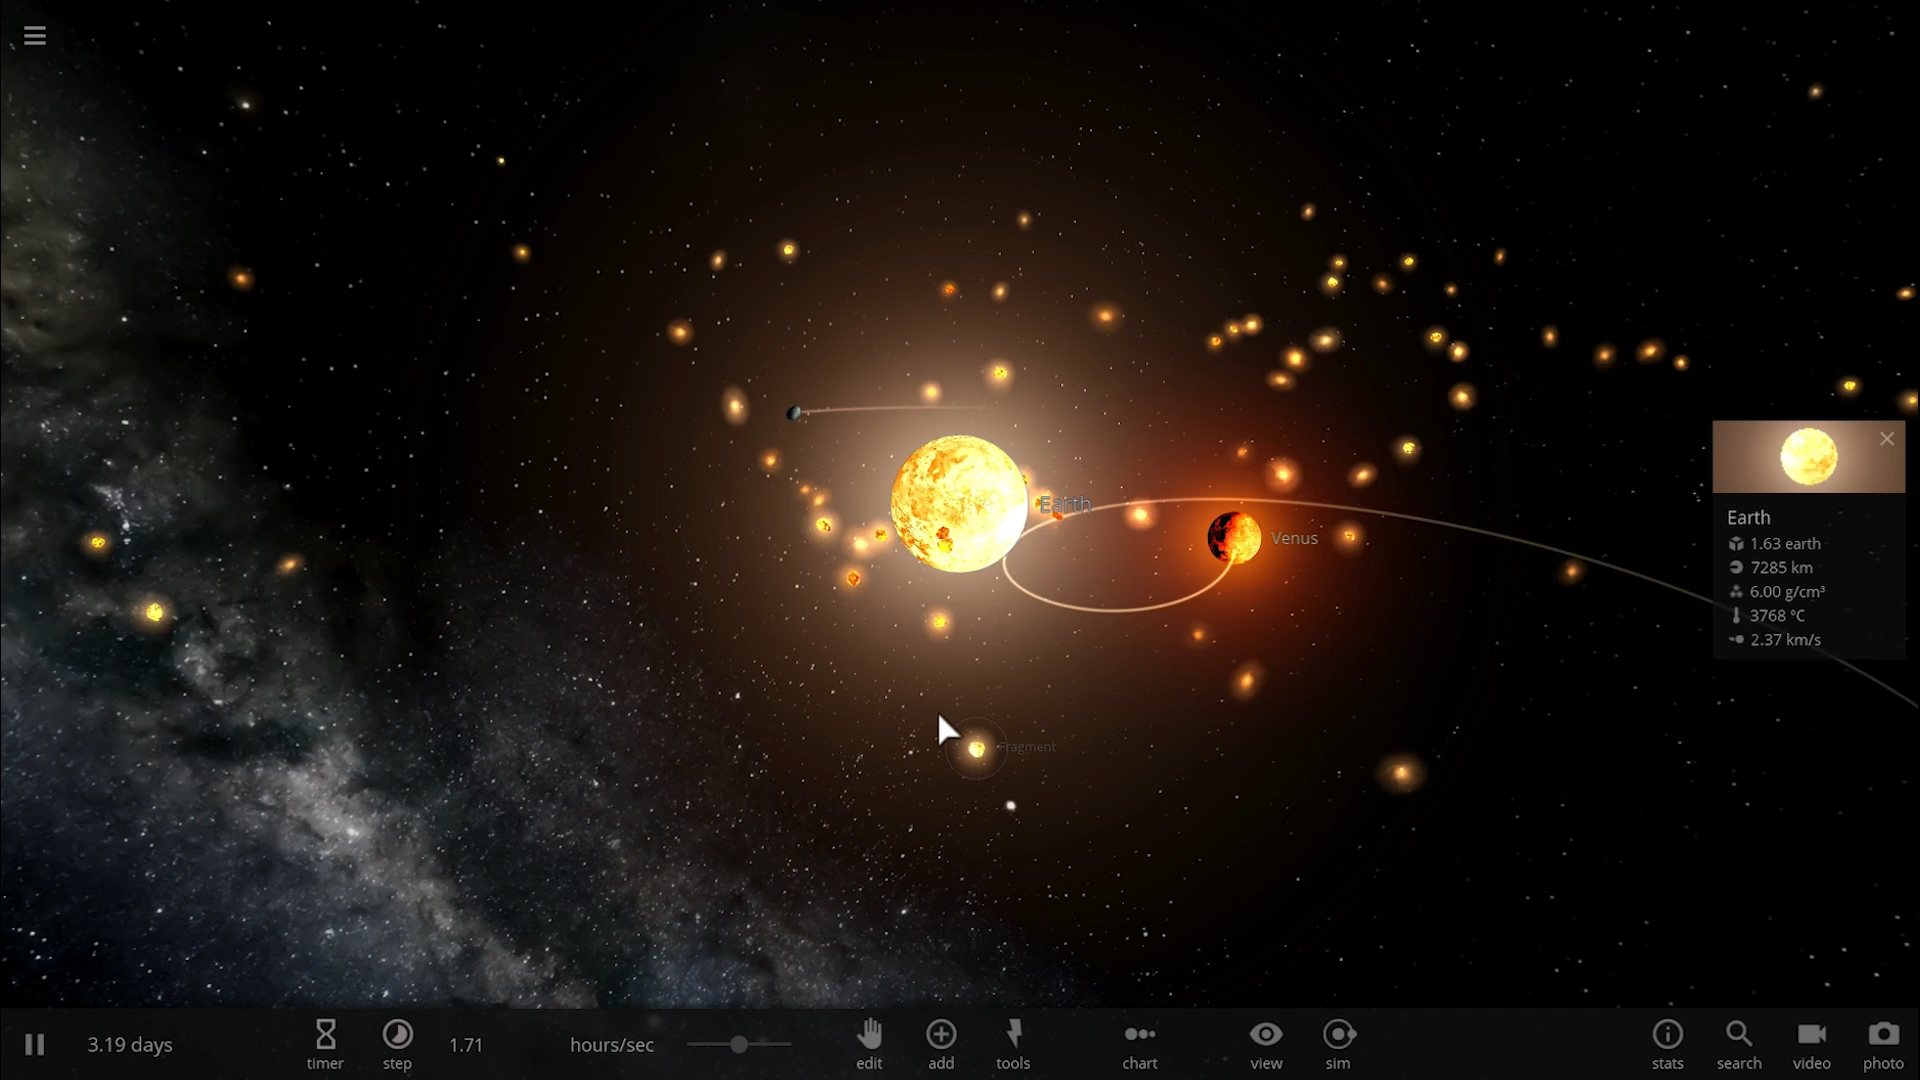 Earth
Venus
Fragment
Earth
1.63 earth
7285 km
6.00 g/cm³
3768 °C
2.37 km/s
3.19 days
timer
step
1.71
hours/sec
edit
add
tools
chart
view
sim
stats
search
video
photo